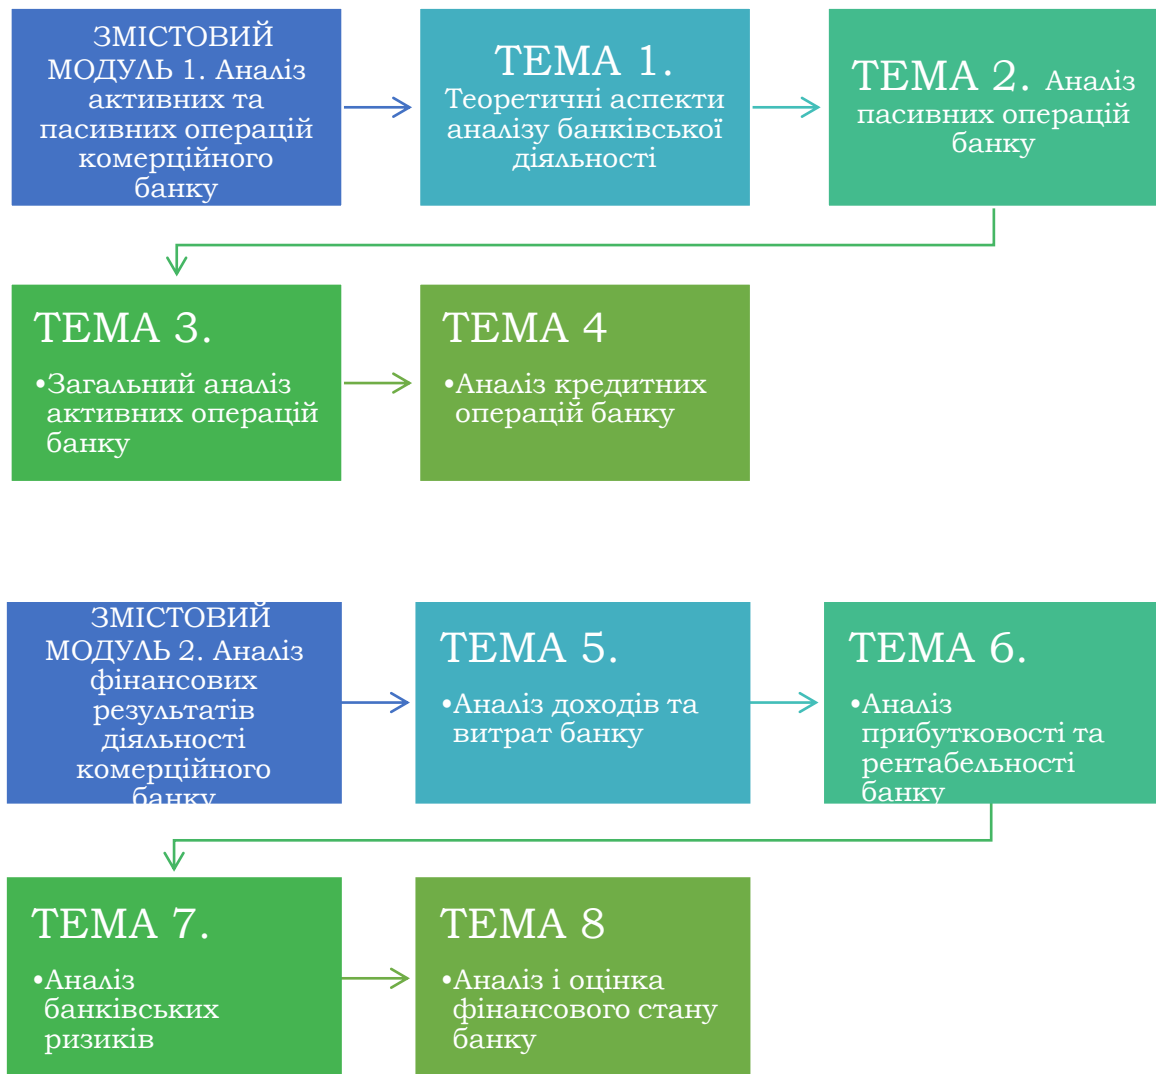 ЗМІСТОВИЙ
МОДУЛЬ 1. Аналіз
активних та
пасивних операцій
комерційного
банку
ТЕМА 1.
Теоретичні аспекти
аналізу банківської
діяльності
ТЕМА 2. Аналіз
пасивних операцій
банку
ТЕМА 3.
•Загальний аналіз
активних операцій
банку
ТЕМА 4
•Аналіз кредитних
операцій банку
ЗМІСТОВИЙ
МОДУЛЬ 2. Аналіз
фінансових
результатів
діяльності
комерційного
банку
ТЕМА 5.
•Аналіз доходів та
витрат банку
ТЕМА 6.
•Аналіз
прибутковості та
рентабельності
банку
ТЕМА 7.
•Аналіз
банківських
ризиків
ТЕМА 8
•Аналіз і оцінка
фінансового стану
банку